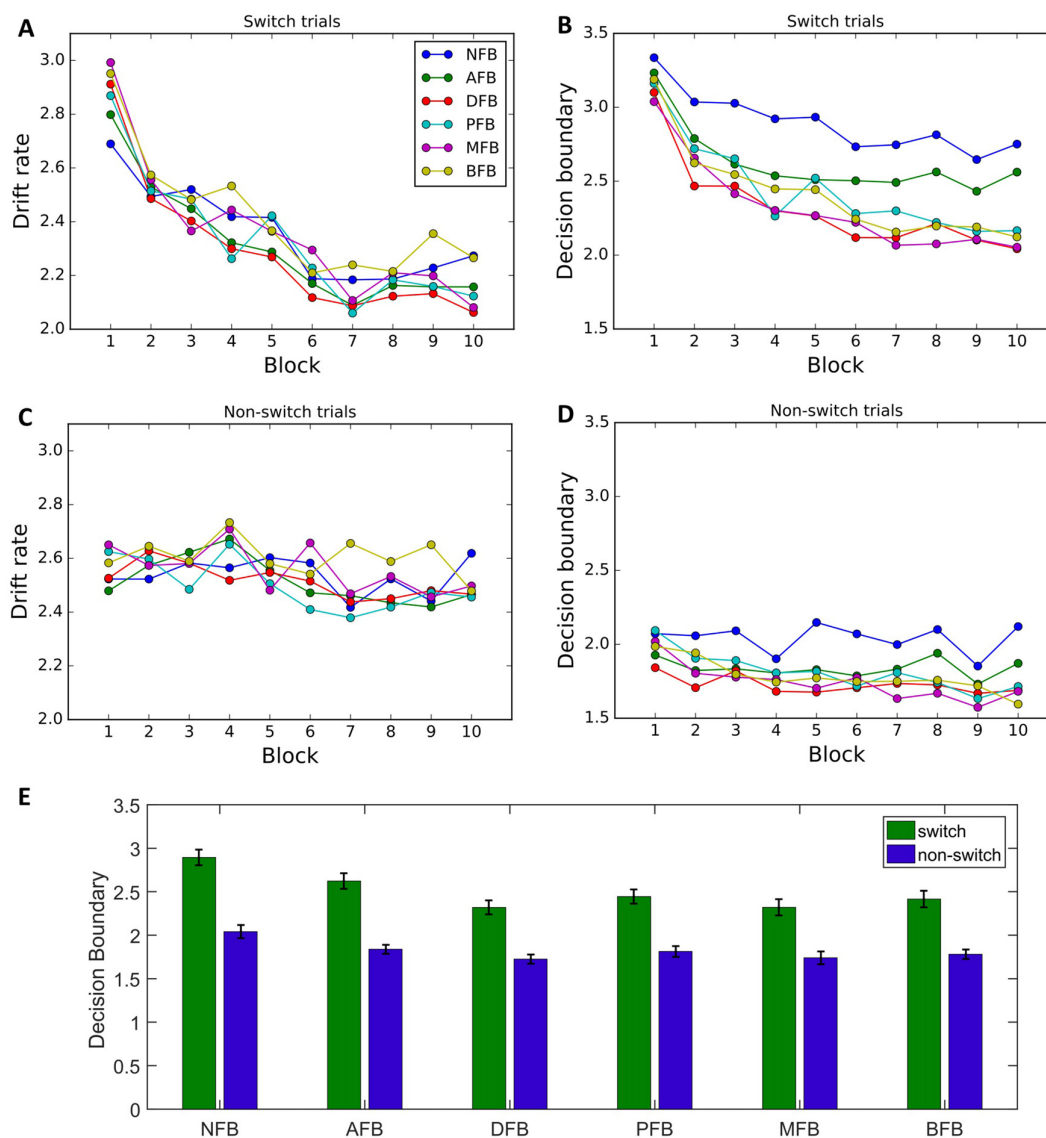 A
Switch trials
Drift rate
3.0
2.8
2.6
2.4
2.2
2.0
NFB
AFB
DFB
PFB
MFB
BFB
1 2 3 4 5 6 7 8 9 10
Block
B
Switch trials
Decision boundary
3.5
3.0
2.5
2.0
1.5
1 2 3 4 5 6 7 8 9 10
Block
C
Non-switch trials
Drift rate
3.0
2.8
2.6
2.4
2.2
2.0
1 2 3 4 5 6 7 8 9 10
Block
D
Non-switch trials
Decision boundary
3.5
3.0
2.5
2.0
1.5
1 2 3 4 5 6 7 8 9 10
Block
E
Decision Boundary
3.5
3
2.5
2
1.5
1
0.5
0
switch
non-switch
NFB AFB DFB PFB MFB BFB